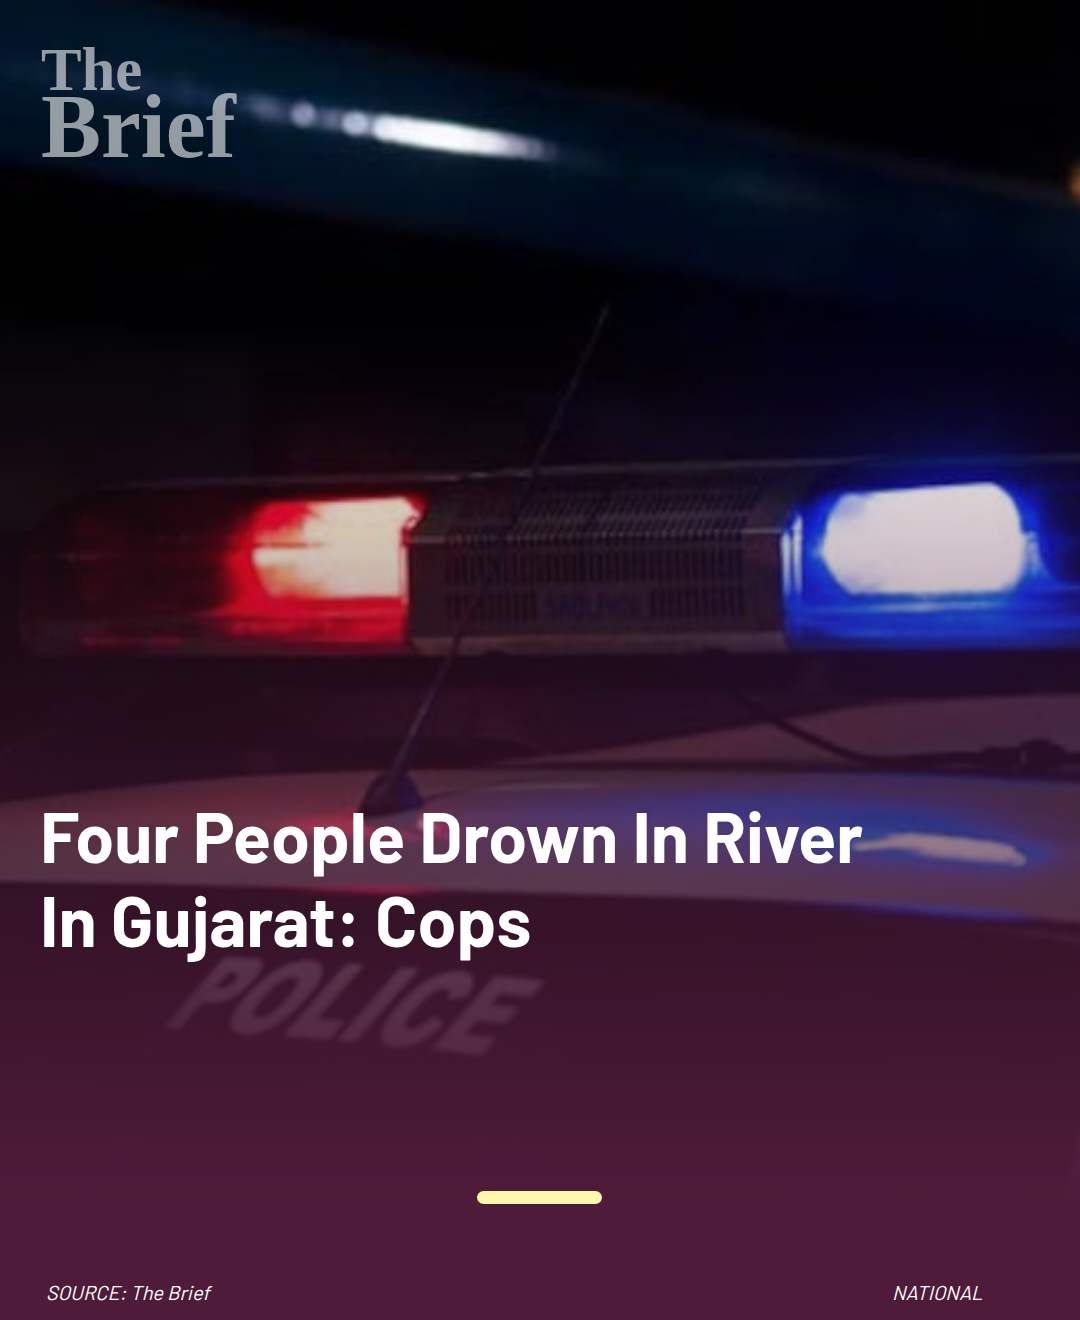 The
Brief
Four People Drown In River
In Gujarat: Cops
POLICE
SOURCE: The Brief
NATIONAL